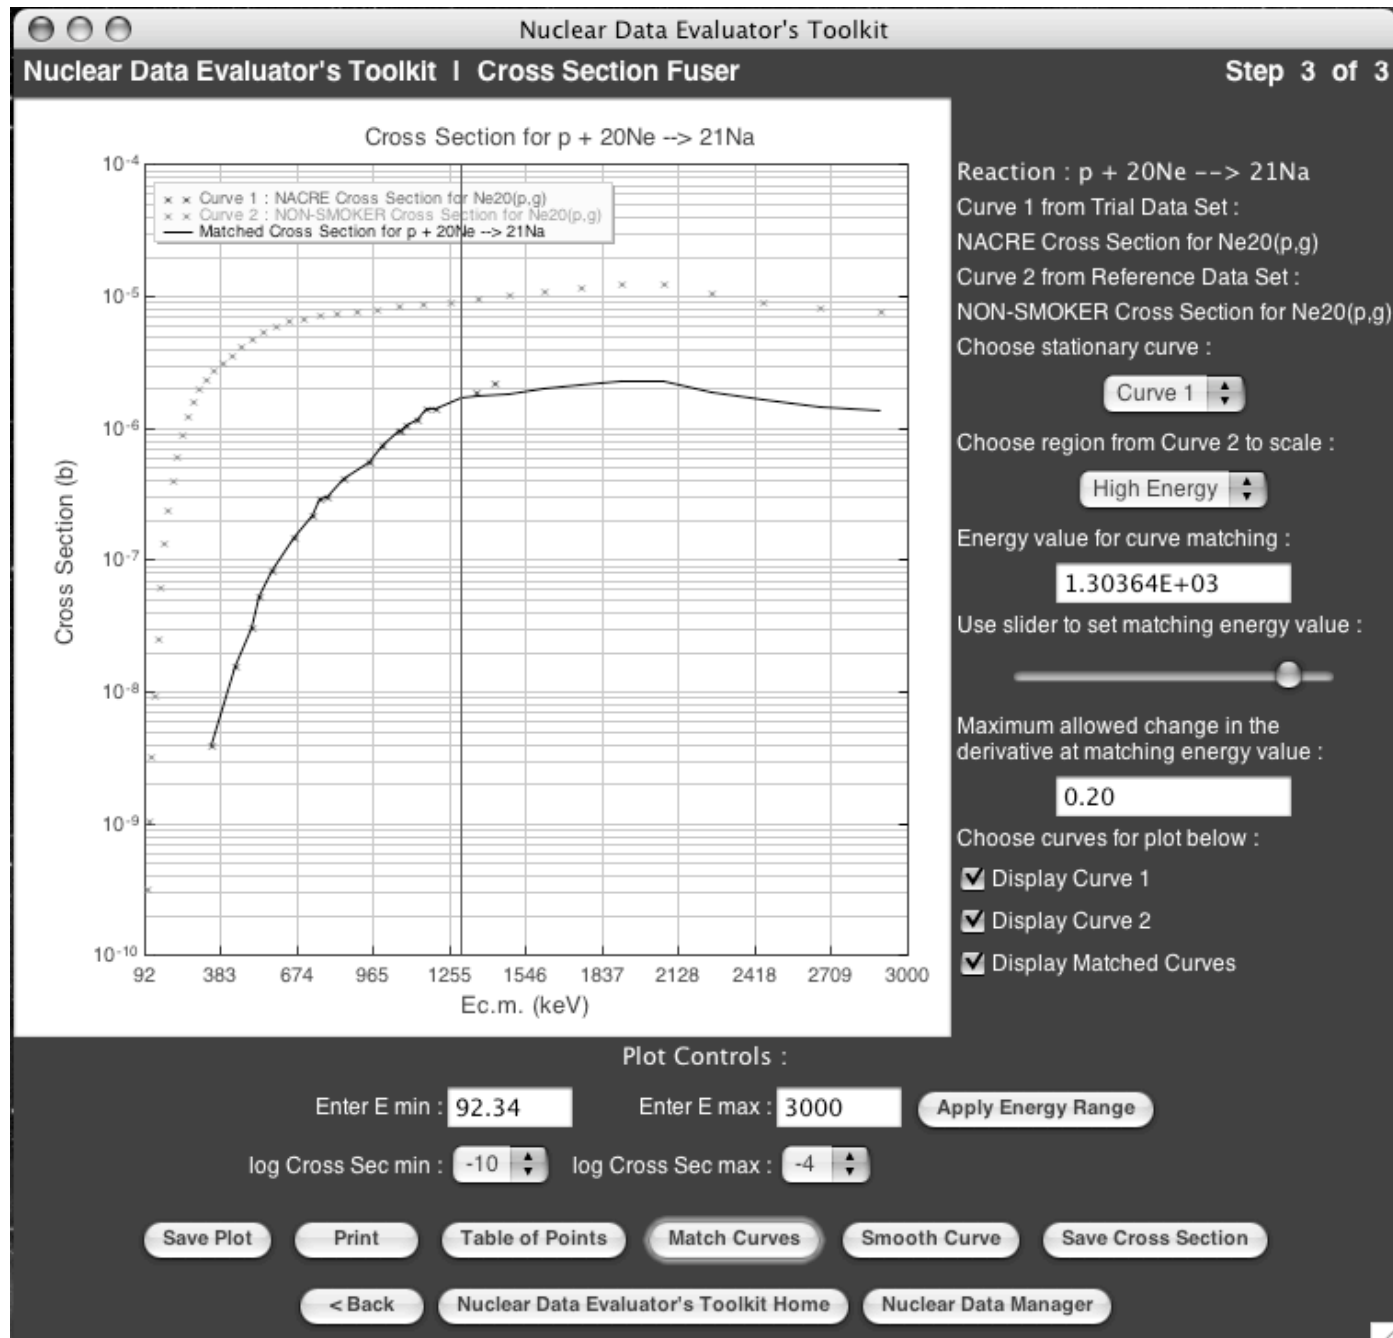 Nuclear Data Evaluator's Toolkit
Nuclear Data Evaluator's Toolkit | Cross Section Fuser
Step 3 of 3
Cross Section for p + 20Ne --> 21Na
Curve 1 : NACRE Cross Section for Ne20(p,g)
Curve 2 : NON-SMOKER Cross Section for Ne20(p,g)
Matched Cross Section for p + 20Ne --> 21Na
10-4
10-5
10-6
10-7
10-8
10-9
10-10
Cross Section (b)
92 383 674 965 1255 1546 1837 2128 2418 2709 3000
Ec.m. (keV)
Reaction : p + 20Ne --> 21Na
Curve 1 from Trial Data Set :
NACRE Cross Section for Ne20(p,g)
Curve 2 from Reference Data Set :
NON-SMOKER Cross Section for Ne20(p,g)
Choose stationary curve :
Curve 1
Choose region from Curve 2 to scale :
High Energy
Energy value for curve matching :
1.30364E+03
Use slider to set matching energy value :
Maximum allowed change in the
derivative at matching energy value :
0.20
Choose curves for plot below :
Display Curve 1
Display Curve 2
Display Matched Curves
Plot Controls :
Enter E min : 92.34 Enter E max : 3000 Apply Energy Range
log Cross Sec min : -10 log Cross Sec max : -4
Save Plot Print Table of Points Match Curves Smooth Curve Save Cross Section
< Back Nuclear Data Evaluator's Toolkit Home Nuclear Data Manager